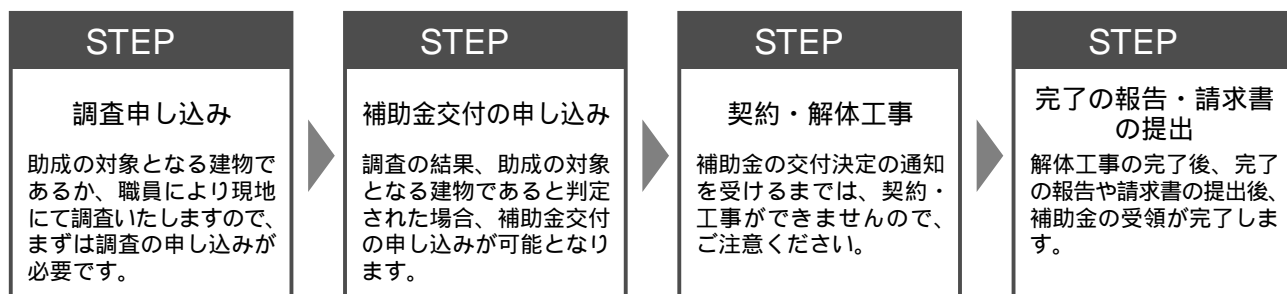 STEP
調査申し込み
助成の対象となる建物で
あるか、職員により現地
にて調査いたしますので、
まずは調査の申し込みが
必要です。
STEP
補助金交付の申し込み
調査の結果、助成の対象
となる建物であると判定
された場合、補助金交付
の申し込みが可能となり
ます。
STEP
契約・解体工事
補助金の交付決定の通知
を受けるまでは、契約・
工事ができませんので、
ご注意ください。
STEP
完了の報告・請求書
の提出
解体工事の完了後、完了
の報告や請求書の提出後、
補助金の受領が完了しま
す。